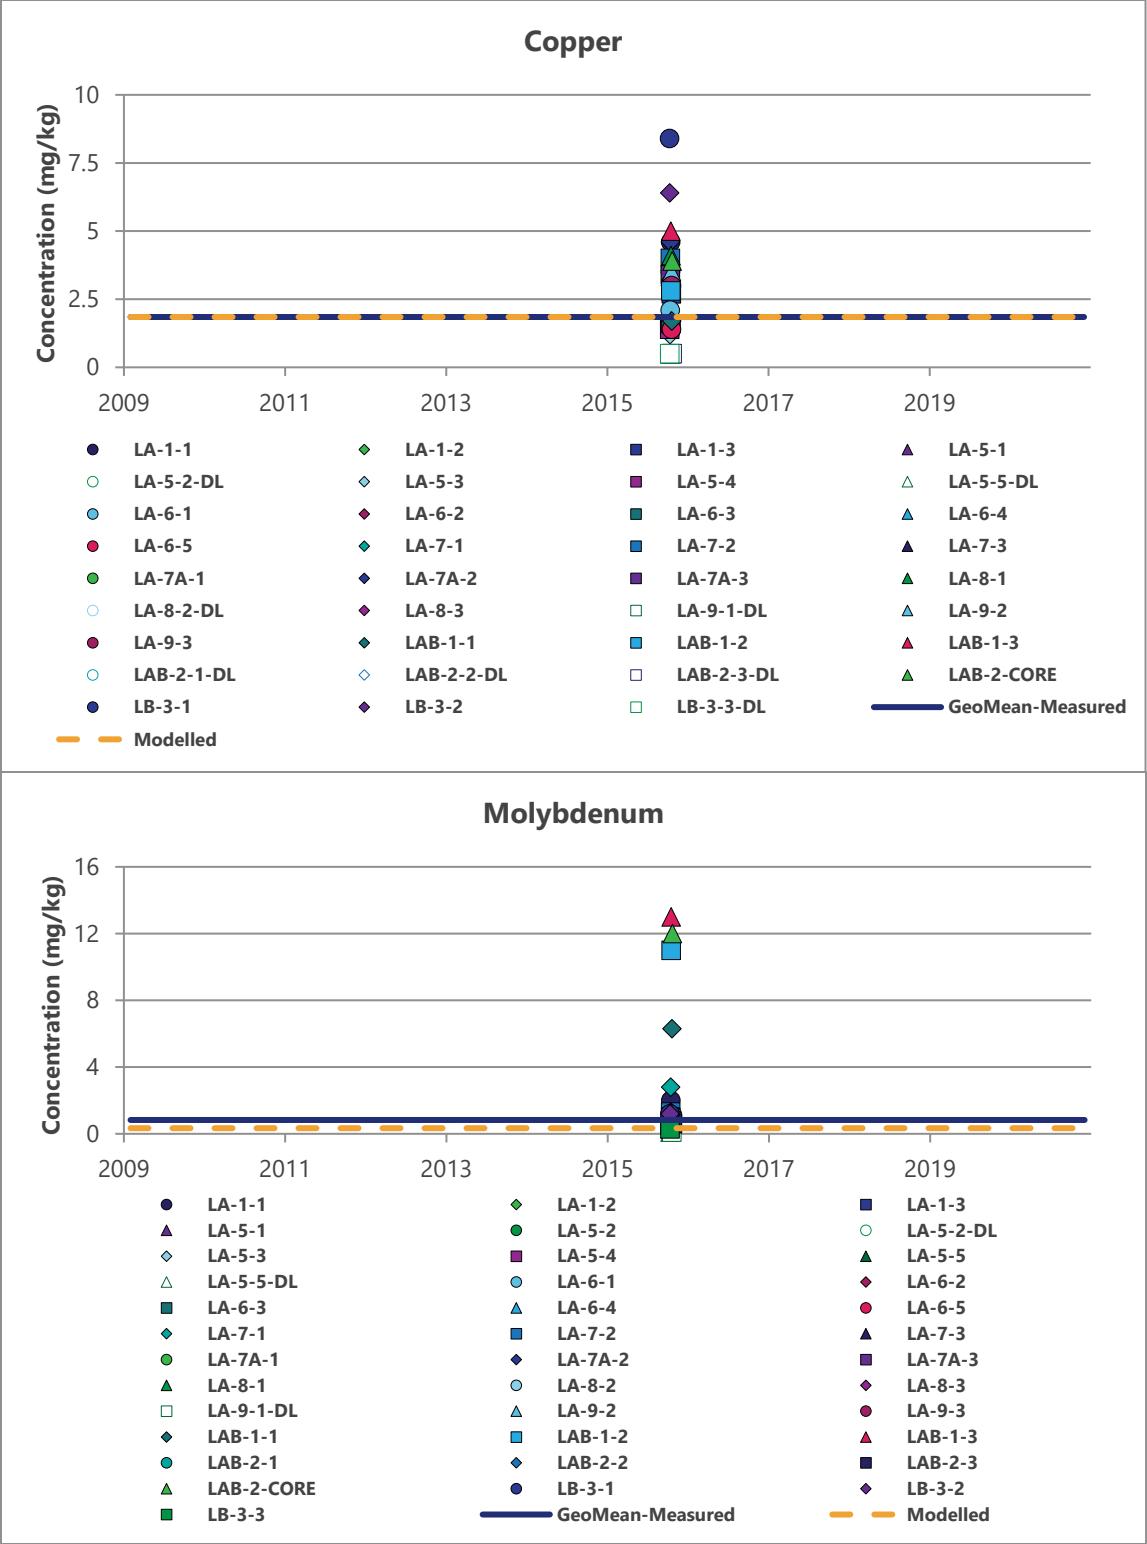 Copper
Concentration (mg/kg)
10
7.5
5
2.5
0
2009 2011 2013 2015 2017 2019
LA-1-1 LA-1-2 LA-1-3 LA-5-1
LA-5-2-DL LA-5-3 LA-5-4 LA-5-5-DL
LA-6-1 LA-6-2 LA-6-3 LA-6-4
LA-6-5 LA-7-1 LA-7-2 LA-7-3
LA-7A-1 LA-7A-2 LA-7A-3 LA-8-1
LA-8-2-DL LA-8-3 LA-9-1-DL LA-9-2
LA-9-3 LAB-1-1 LAB-1-2 LAB-1-3
LAB-2-1-DL LAB-2-2-DL LAB-2-3-DL LAB-2-CORE
LB-3-1 LB-3-2 LB-3-3-DL GeoMean-Measured
Modelled
Molybdenum
Concentration (mg/kg)
16
12
8
4
0
2009 2011 2013 2015 2017 2019
LA-1-1 LA-1-2 LA-1-3
LA-5-1 LA-5-2 LA-5-2-DL
LA-5-3 LA-5-4 LA-5-5
LA-5-5-DL LA-6-1 LA-6-2
LA-6-3 LA-6-4 LA-6-5
LA-7-1 LA-7-2 LA-7-3
LA-7A-1 LA-7A-2 LA-7A-3
LA-8-1 LA-8-2 LA-8-3
LA-9-1-DL LA-9-2 LA-9-3
LAB-1-1 LAB-1-2 LAB-1-3
LAB-2-1 LAB-2-2 LAB-2-3
LAB-2-CORE LB-3-1 LB-3-2
LB-3-3 GeoMean-Measured Modelled